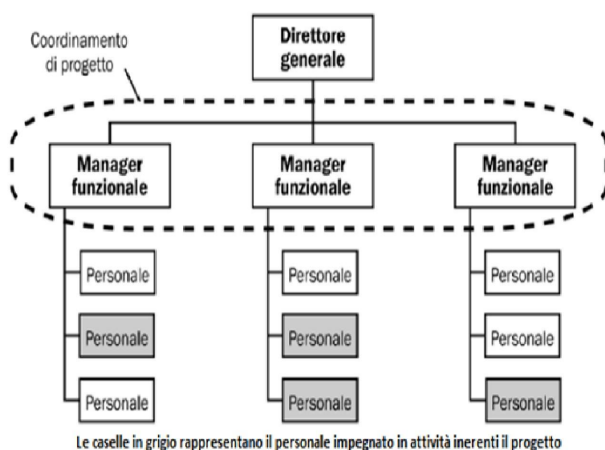 Coordinamento
di progetto
Direttore
generale
Manager
funzionale
Manager
funzionale
Manager
funzionale
Personale
Personale
Personale
Personale
Personale
Personale
Personale
Personale
Personale
Le caselle in grigio rappresentano il personale impegnato in attività inerenti il progetto